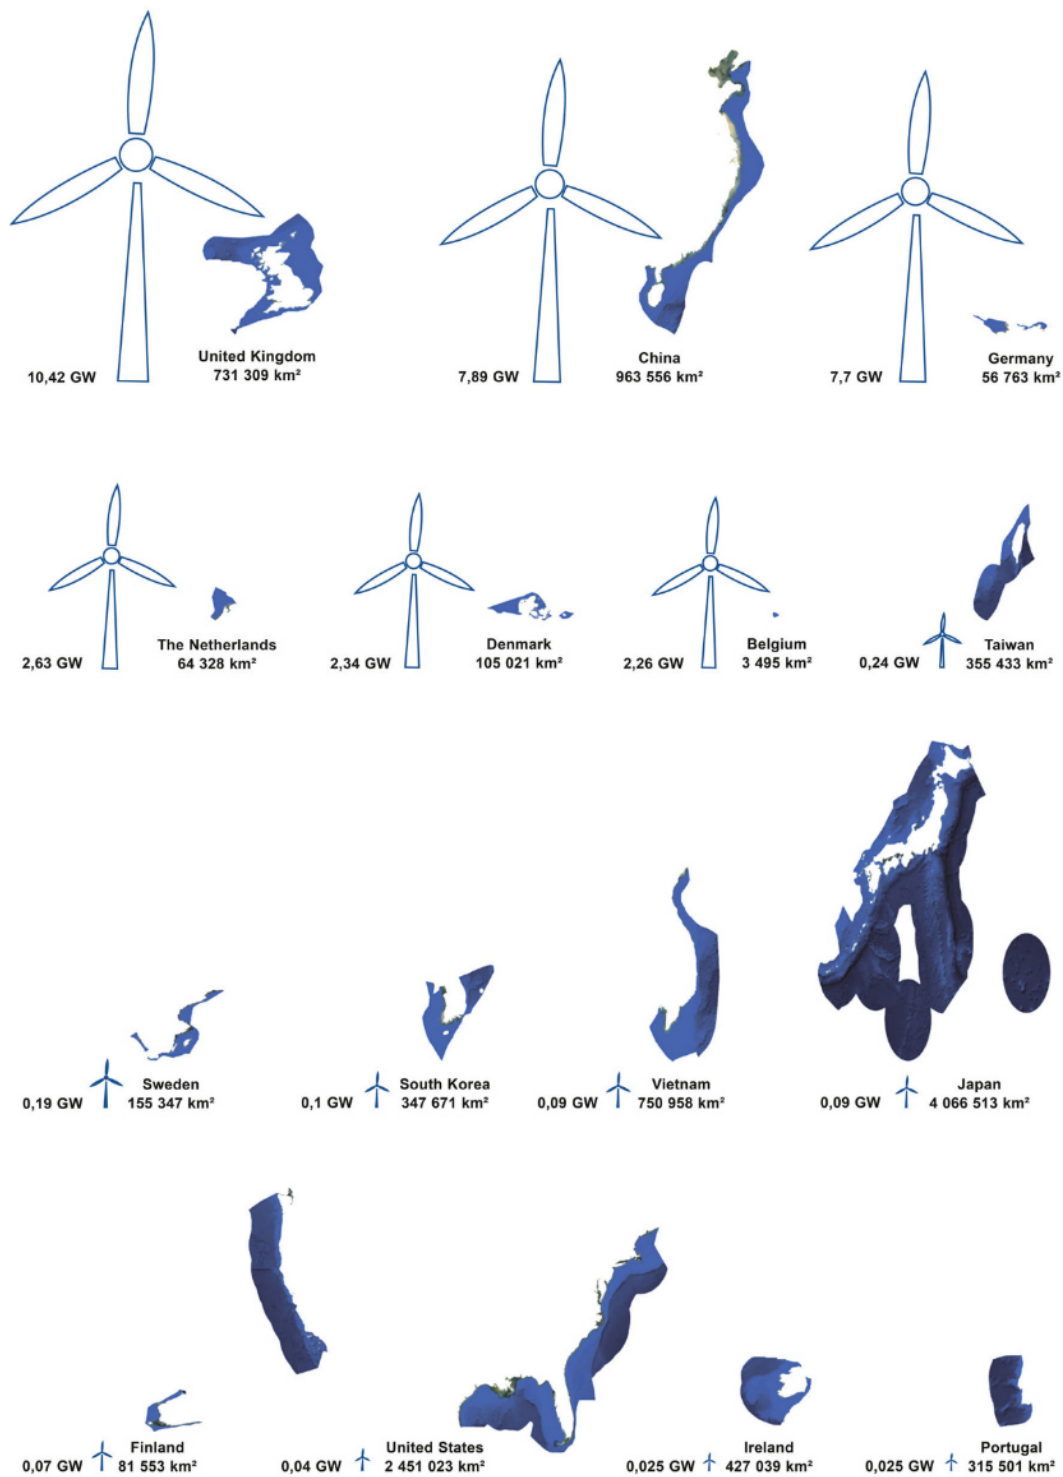 United Kingdom
10,42 GW 731 309 km²
China
7,89 GW 963 556 km²
Germany
7,7 GW 56 763 km²
The Netherlands
2,63 GW 64 328 km²
Denmark
2,34 GW 105 021 km²
Belgium
2,26 GW 3 495 km²
Taiwan
0,24 GW 355 433 km²
Sweden
0,19 GW 155 347 km²
South Korea
0,1 GW 347 671 km²
Vietnam
0,09 GW 750 958 km²
Japan
0,09 GW 4 066 513 km²
Finland
0,07 GW 81 553 km²
United States
0,04 GW 2 451 023 km²
Ireland
0,025 GW 427 039 km²
Portugal
0,025 GW 315 501 km²